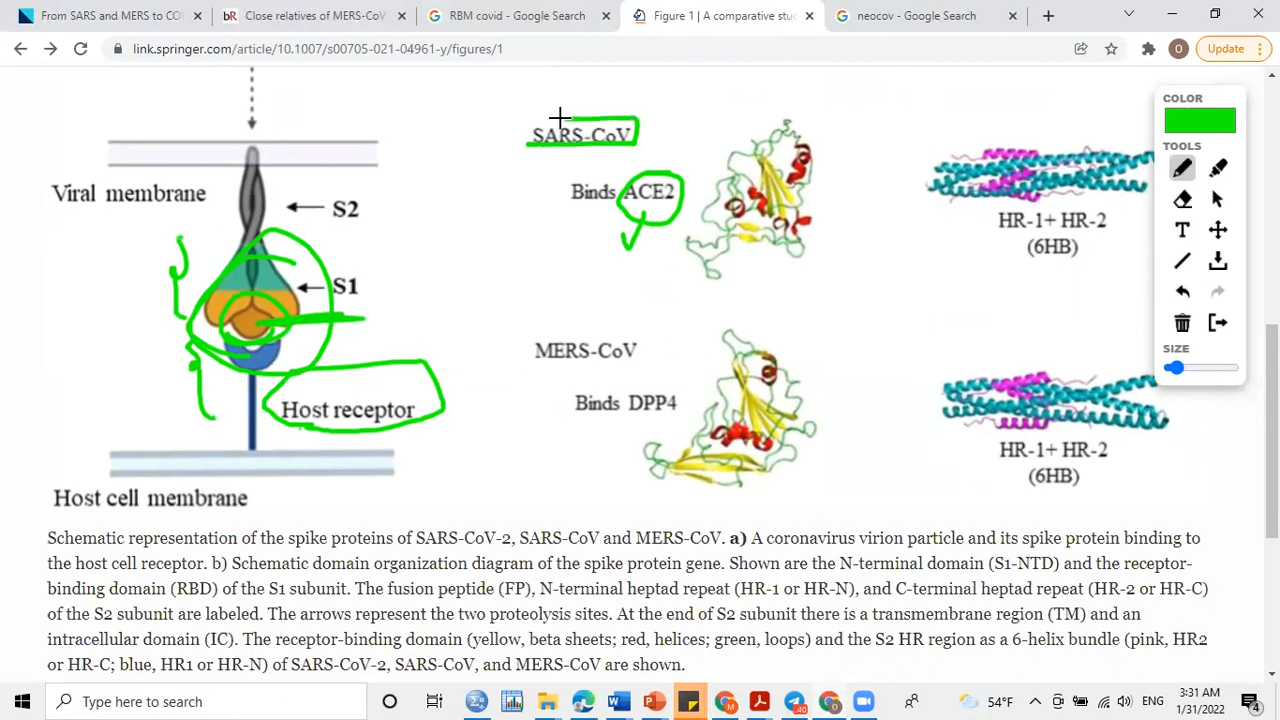 From SARS and MERS to CO
Close relatives of MERS-CoV
RBM covid - Google Search
Figure 1 | A comparative stu
neocov - Google Search
link.springer.com/article/10.1007/s00705-021-04961-y/figures/1
O
Update
COLOR
TOOLS
T
SIZE
Viral membrane
S2
S1
Host receptor
Host cell membrane
SARS-CoV
Binds ACE2
HR-1+ HR-2
(6HB)
MERS-CoV
Binds DPP4
HR-1+ HR-2
(6HB)
Schematic representation of the spike proteins of SARS-CoV-2, SARS-CoV and MERS-CoV. a) A coronavirus virion particle and its spike protein binding to
the host cell receptor. b) Schematic domain organization diagram of the spike protein gene. Shown are the N-terminal domain (S1-NTD) and the receptor-
binding domain (RBD) of the S1 subunit. The fusion peptide (FP), N-terminal heptad repeat (HR-1 or HR-N), and C-terminal heptad repeat (HR-2 or HR-C)
of the S2 subunit are labeled. The arrows represent the two proteolysis sites. At the end of S2 subunit there is a transmembrane region (TM) and an
intracellular domain (IC). The receptor-binding domain (yellow, beta sheets; red, helices; green, loops) and the S2 HR region as a 6-helix bundle (pink, HR2
or HR-C; blue, HR1 or HR-N) of SARS-CoV-2, SARS-CoV, and MERS-CoV are shown.
Type here to search
54°F
ENG
3:31 AM
1/31/2022